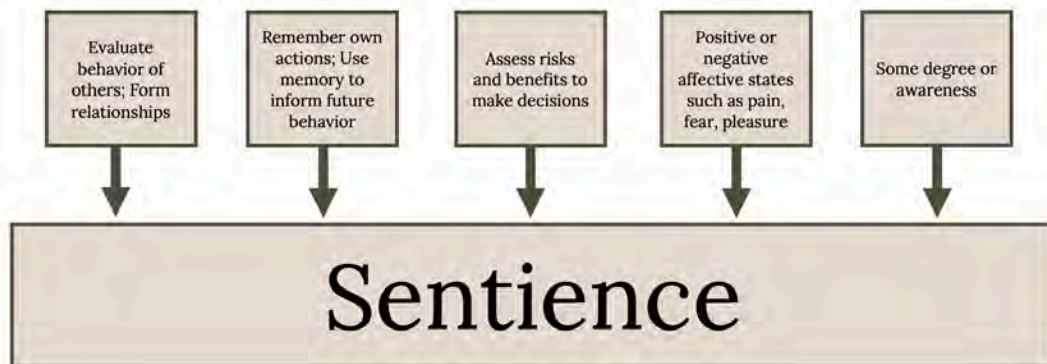 Evaluate
behavior of
others; Form
relationships
Remember own
actions; Use
memory to
inform future
behavior
Assess risks
and benefits to
make decisions
Positive or
negative
affective states
such as pain,
fear, pleasure
Some degree or
awareness
Sentience